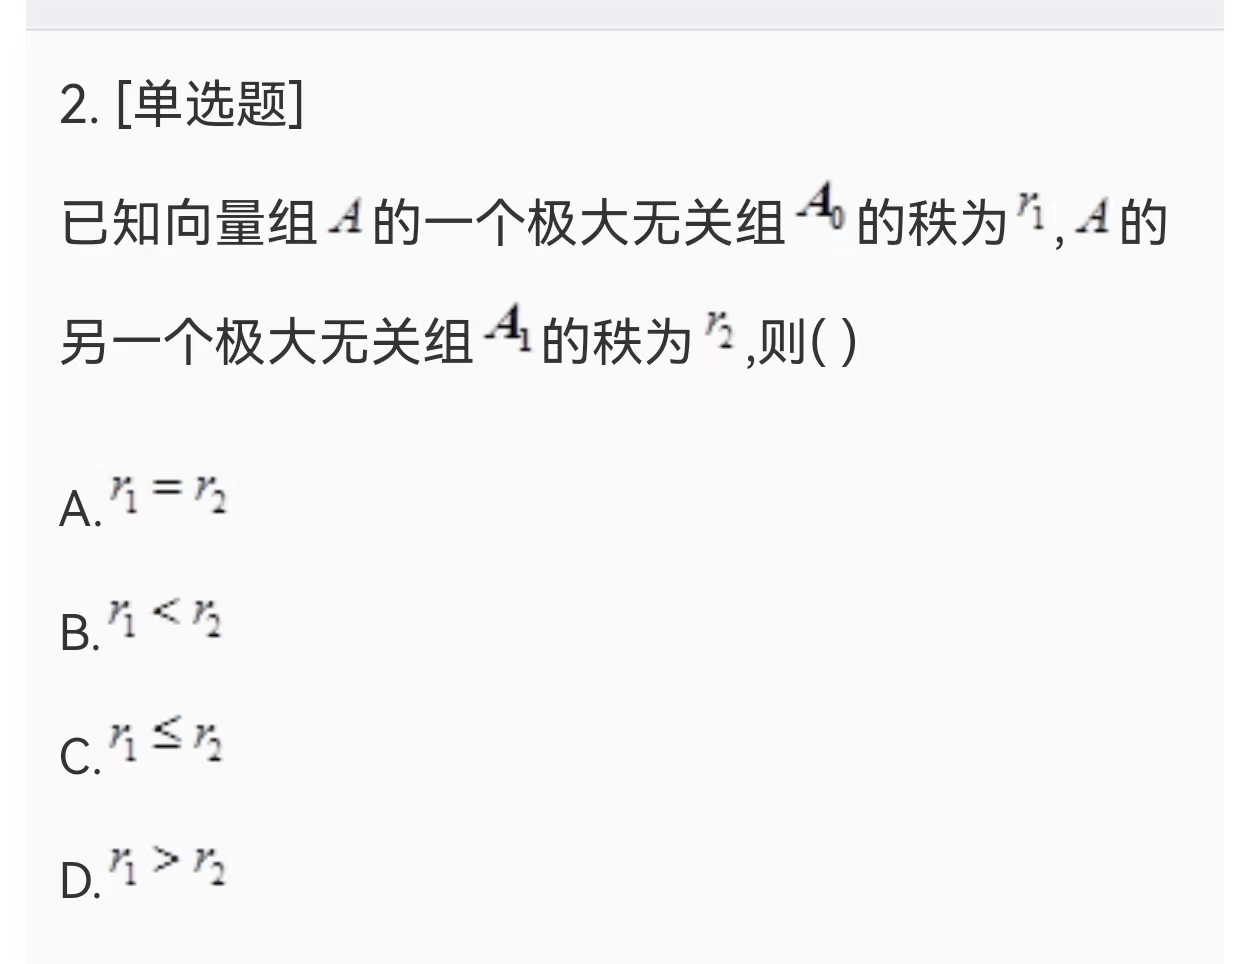 2. [单选题]
已知向量组 A 的一个极大无关组 A₀ 的秩为 r₁, A 的
另一个极大无关组 A₁ 的秩为 r₂ ,则( )
A. r₁ = r₂
B. r₁ < r₂
C. r₁ ≤ r₂
D. r₁ > r₂